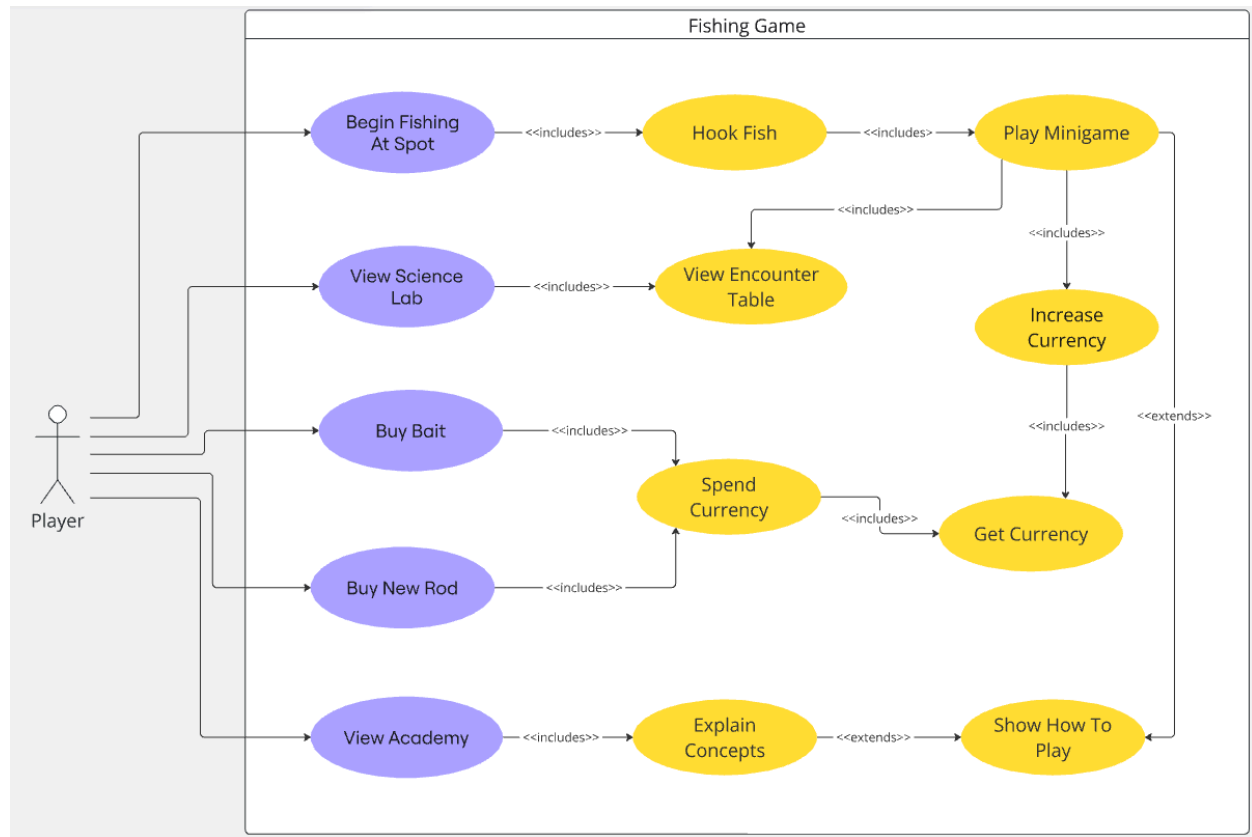 Fishing Game
Begin Fishing
At Spot
<<includes>>
Hook Fish
<<includes>
Play Minigame
<<includes>>
<<includes>>
View Science
Lab
<<includes>>
View Encounter
Table
Increase
Currency
Buy Bait
<<includes>>
<<includes>>
<<extends>>
Spend
Currency
<<includes>>
Get Currency
Player
Buy New Rod
<<includes>>
View Academy
<<includes>>
Explain
Concepts
<<extends>>
Show How To
Play